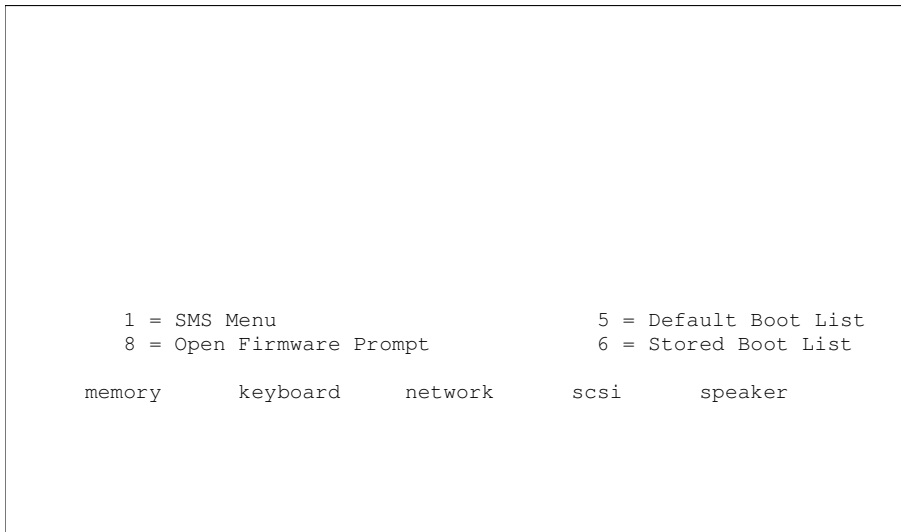 1 = SMS Menu 5 = Default Boot List
8 = Open Firmware Prompt 6 = Stored Boot List
memory keyboard network scsi speaker